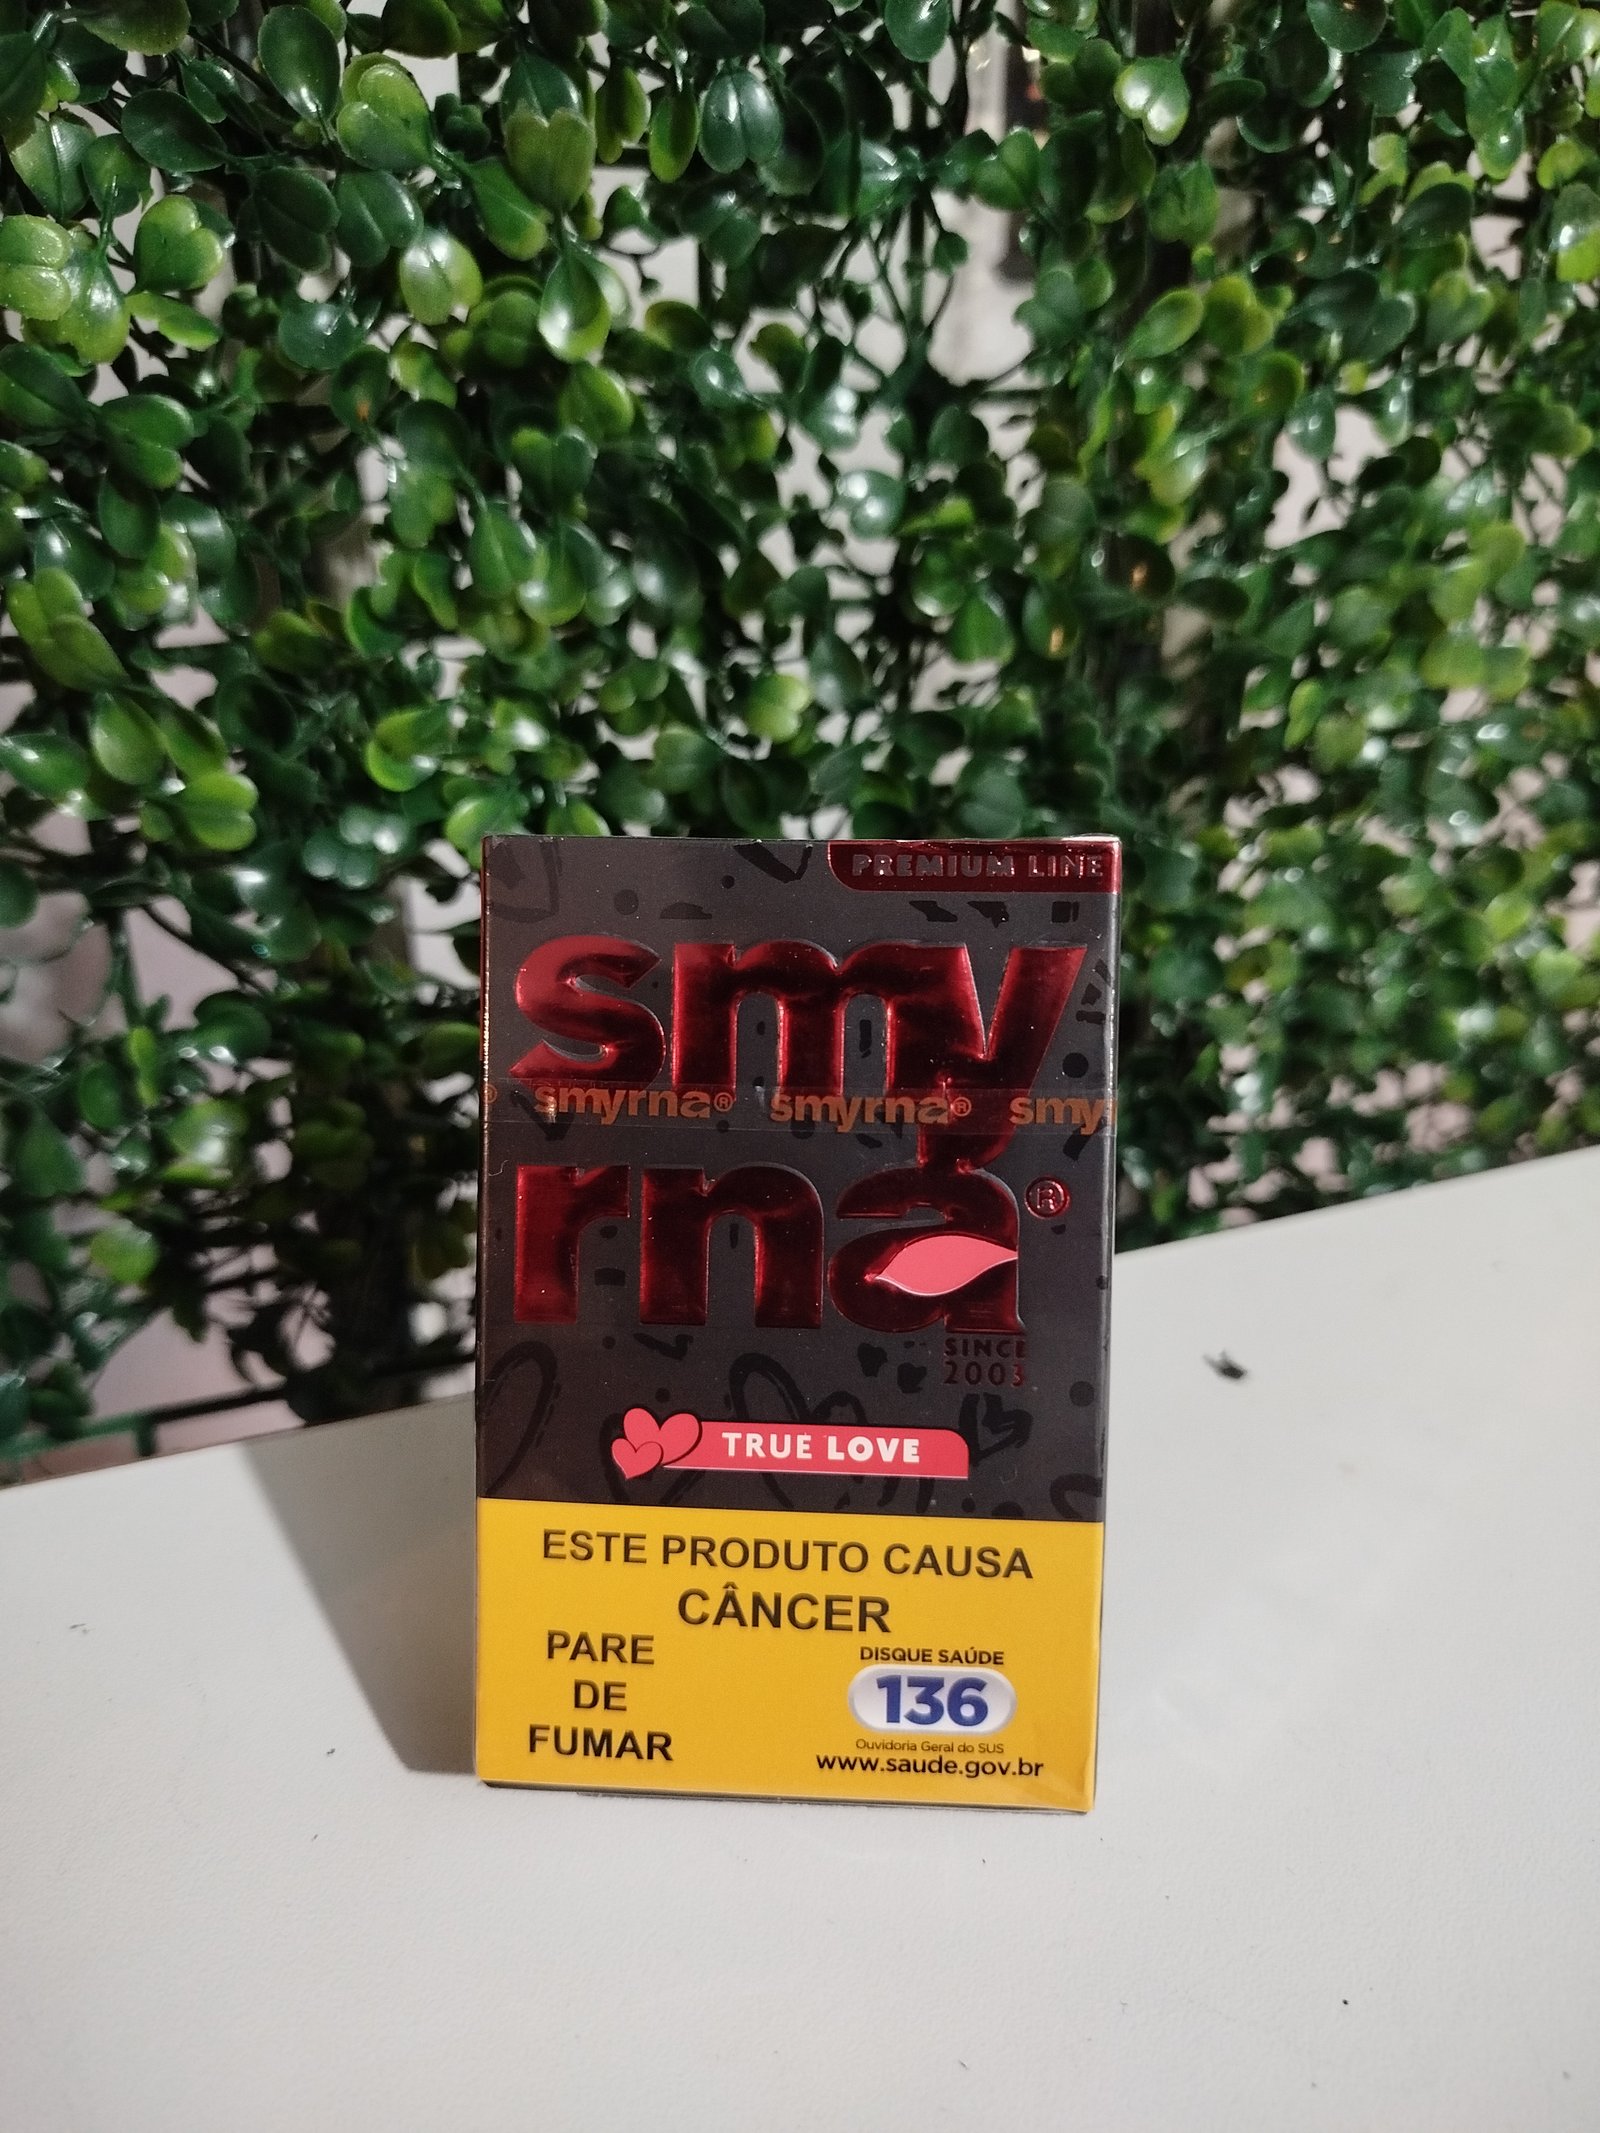 PREMIUM LINE
smy
smyrna® smyrna® smy
rna®
SINCE
2003
TRUE LOVE
ESTE PRODUTO CAUSA
CÂNCER
PARE
DE
FUMAR
DISQUE SAÚDE
136
Ouvidoria Geral do SUS
www.saude.gov.br